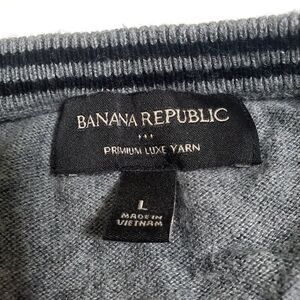 BANANA REPUBLIC
PREMIUM LUXE YARN
L
MADE IN
VIETNAM